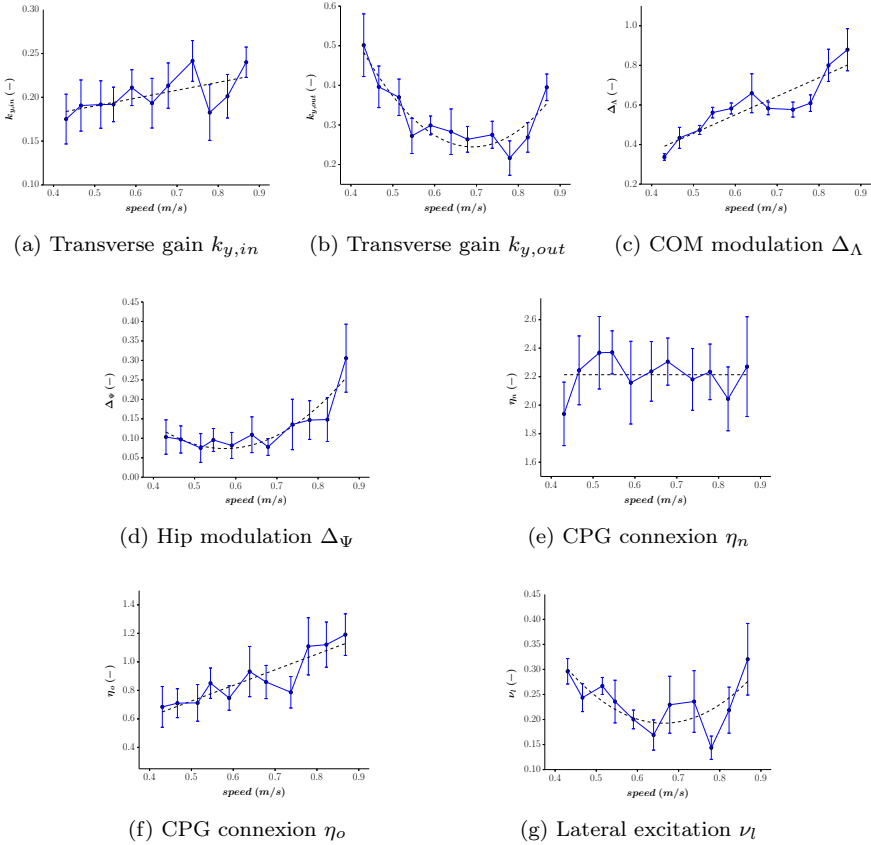 0.25
0.20
0.15
0.10
k_{y,in} (−)
0.4 0.5 0.6 0.7 0.8 0.9
speed (m/s)
(a) Transverse gain k_{y,in}
0.6
0.5
0.4
0.3
0.2
k_{y,out} (−)
0.4 0.5 0.6 0.7 0.8 0.9
speed (m/s)
(b) Transverse gain k_{y,out}
1.0
0.8
0.6
0.4
0.2
Δ_Λ (−)
0.4 0.5 0.6 0.7 0.8 0.9
speed (m/s)
(c) COM modulation Δ_Λ
0.45
0.40
0.35
0.30
0.25
0.20
0.15
0.10
0.05
0.00
Δ_Ψ (−)
0.4 0.5 0.6 0.7 0.8 0.9
speed (m/s)
(d) Hip modulation Δ_Ψ
2.6
2.4
2.2
2.0
1.8
1.6
η_n (−)
0.4 0.5 0.6 0.7 0.8 0.9
speed (m/s)
(e) CPG connexion η_n
1.4
1.2
1.0
0.8
0.6
0.4
η_o (−)
0.4 0.5 0.6 0.7 0.8 0.9
speed (m/s)
(f) CPG connexion η_o
0.45
0.40
0.35
0.30
0.25
0.20
0.15
0.10
ν_l (−)
0.4 0.5 0.6 0.7 0.8 0.9
speed (m/s)
(g) Lateral excitation ν_l